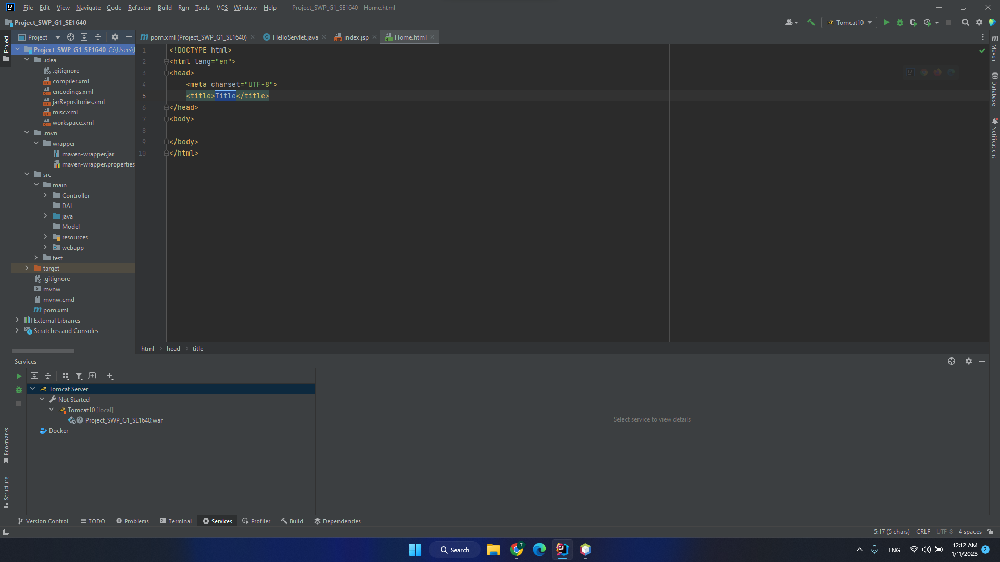 File Edit View Navigate Code Refactor Build Run Tools VCS Window Help Project_SWP_G1_SE1640 - Home.html
Project_SWP_G1_SE1640
Tomcat10
Project
pom.xml (Project_SWP_G1_SE1640)
HelloServlet.java
index.jsp
Home.html
Project
Project_SWP_G1_SE1640 C:\Users\
.idea
.gitignore
compiler.xml
encodings.xml
jarRepositories.xml
misc.xml
workspace.xml
.mvn
wrapper
maven-wrapper.jar
maven-wrapper.properties
src
main
Controller
DAL
java
Model
resources
webapp
test
target
.gitignore
mvnw
mvnw.cmd
pom.xml
External Libraries
Scratches and Consoles
1 <!DOCTYPE html>
2 <html lang="en">
3 <head>
4 <meta charset="UTF-8">
5 <title>Title</title>
6 </head>
7 <body>
8
9 </body>
10 </html>
html head title
Maven
Database
Notifications
Services
Tomcat Server
Not Started
Tomcat10 [local]
Project_SWP_G1_SE1640:war
Docker
Select service to view details
Bookmarks
Structure
Version Control TODO Problems Terminal Services Profiler Build Dependencies
5:17 (5 chars) CRLF UTF-8 4 spaces
Search
ENG
12:12 AM
1/11/2023
2